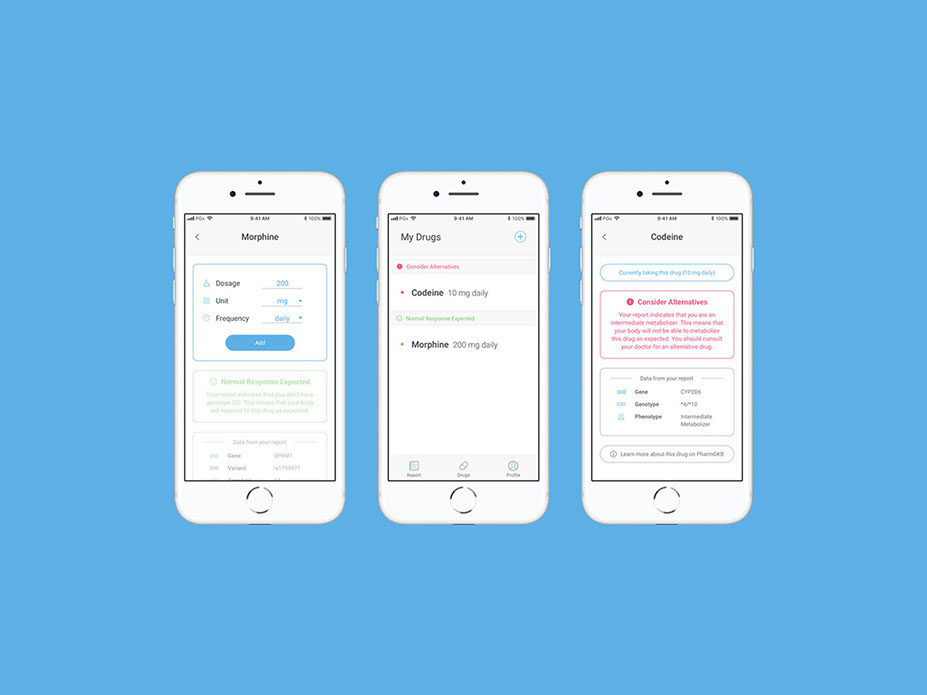 PGx 9:41 AM 100%
Morphine
Dosage 200
Unit mg
Frequency daily
Add
Normal Response Expected
Your report indicates that you don't have
genotype GG. This means that your body
will respond to this drug as expected.
Data from your report
Gene OPRM1
Variant rs1799971
PGx 9:41 AM 100%
My Drugs
Consider Alternatives
Codeine 10 mg daily
Normal Response Expected
Morphine 200 mg daily
Report Drugs Profile
PGx 9:41 AM 100%
Codeine
Currently taking this drug (10 mg daily)
Consider Alternatives
Your report indicates that you are an
intermediate metabolizer. This means that
your body will not be able to metabolize
this drug as expected. You should consult
your doctor for an alternative drug.
Data from your report
Gene CYP2D6
Genotype *4/*10
Phenotype Intermediate
Metabolizer
Learn more about this drug on PharmGKB